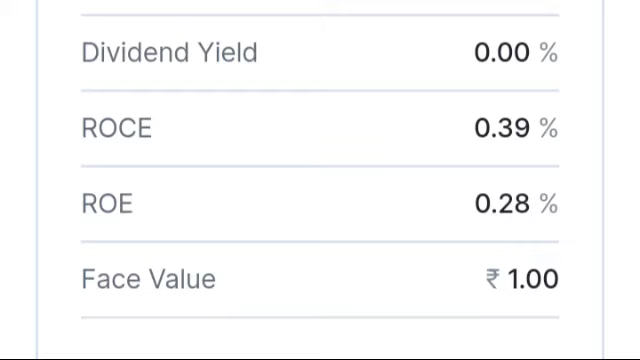 Dividend Yield 0.00 %
ROCE 0.39 %
ROE 0.28 %
Face Value ₹ 1.00